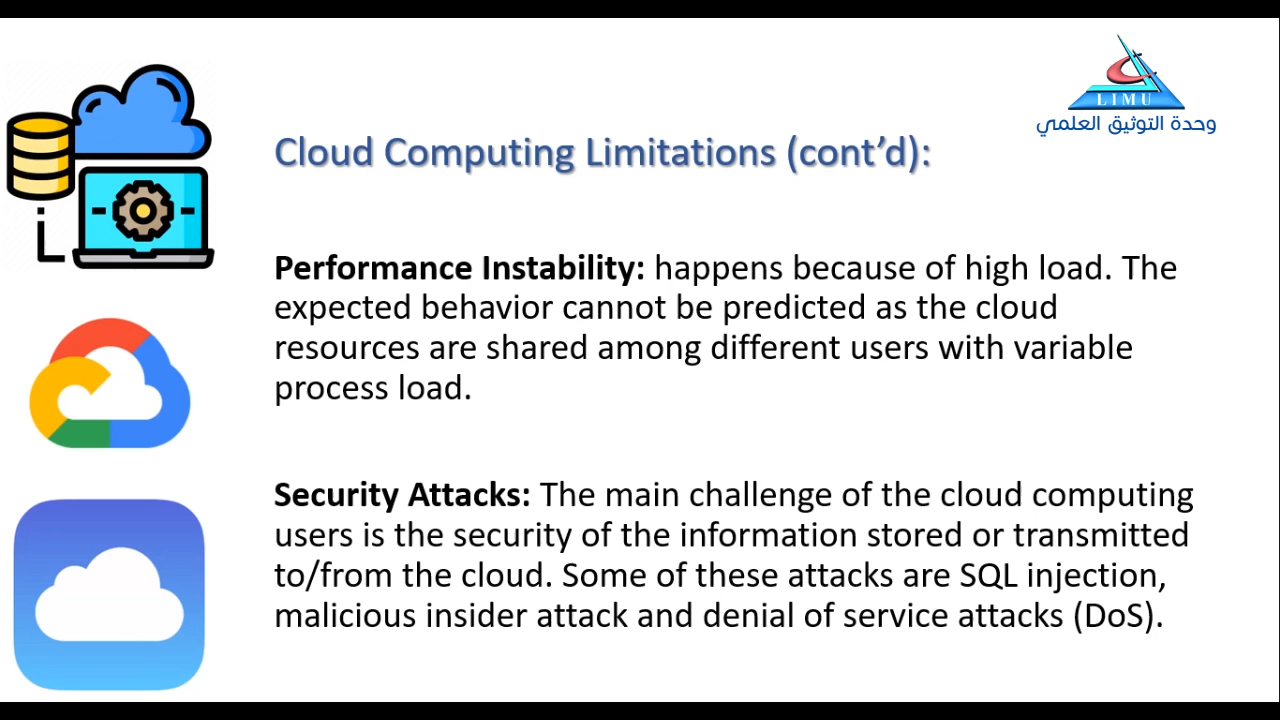 LIMU
وحدة التوثيق العلمي
Cloud Computing Limitations (cont’d):
Performance Instability: happens because of high load. The
expected behavior cannot be predicted as the cloud
resources are shared among different users with variable
process load.
Security Attacks: The main challenge of the cloud computing
users is the security of the information stored or transmitted
to/from the cloud. Some of these attacks are SQL injection,
malicious insider attack and denial of service attacks (DoS).